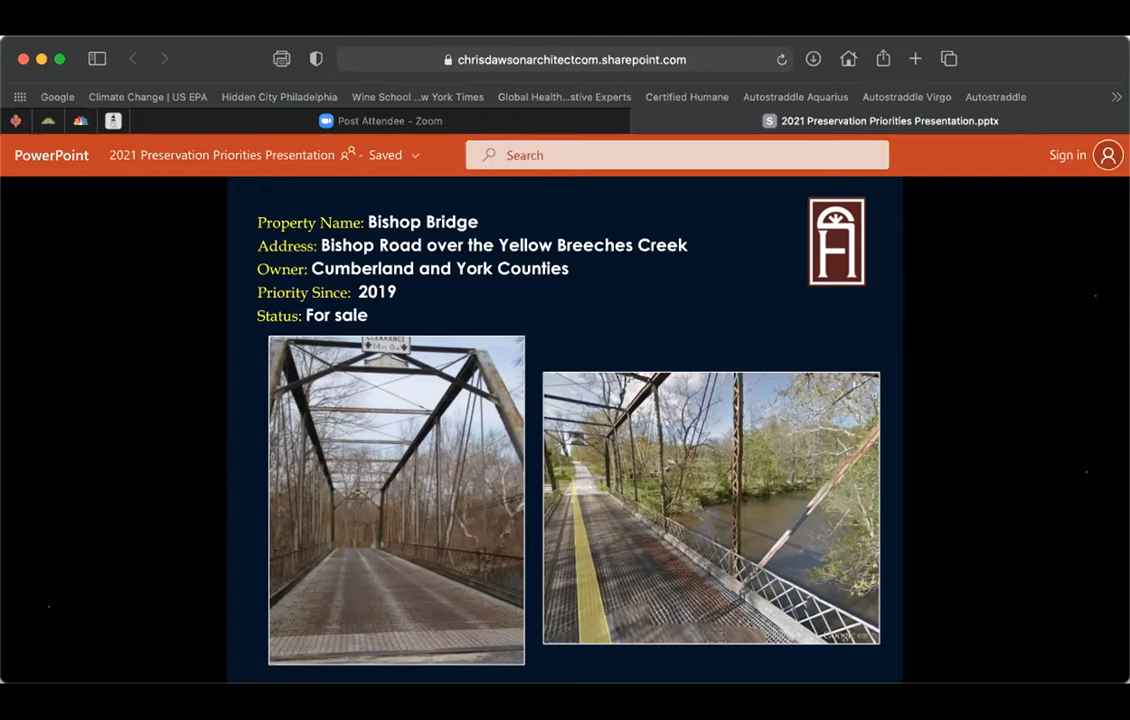 chrisdawsonarchitectcom.sharepoint.com
Google Climate Change | US EPA Hidden City Philadelphia Wine School ...w York Times Global Health...stive Experts Certified Humane Autostraddle Aquarius Autostraddle Virgo Autostraddle
Post Attendee - Zoom S 2021 Preservation Priorities Presentation.pptx
PowerPoint 2021 Preservation Priorities Presentation - Saved Search Sign in
Property Name: Bishop Bridge
Address: Bishop Road over the Yellow Breeches Creek
Owner: Cumberland and York Counties
Priority Since: 2019
Status: For sale
CLEARANCE